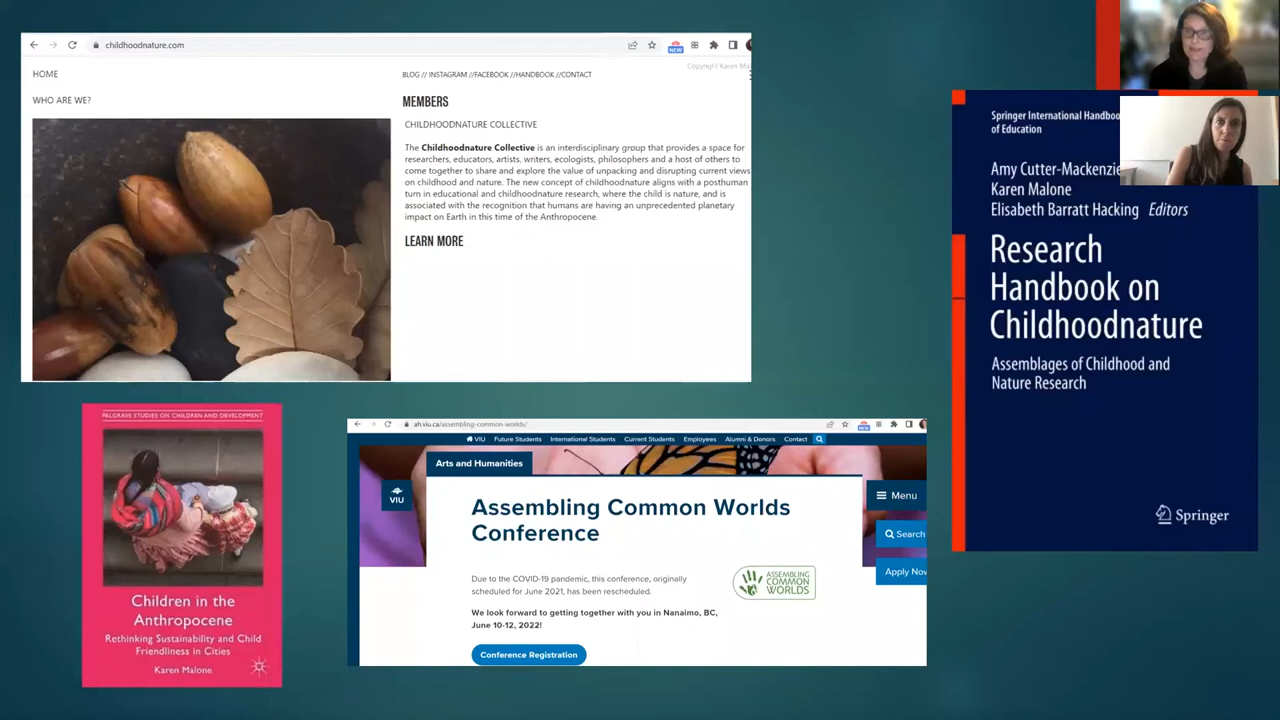 childhoodnature.com
NEW
HOME
WHO ARE WE?
BLOG // INSTAGRAM //FACEBOOK //HANDBOOK //CONTACT
MEMBERS
CHILDHOODNATURE COLLECTIVE
The Childhoodnature Collective is an interdisciplinary group that provides a space for
researchers, educators, artists, writers, ecologists, philosophers and a host of others to
come together to share and explore the value of unpacking and disrupting current views
on childhood and nature. The new concept of childhoodnature aligns with a posthuman
turn in educational and childhoodnature research, where the child is nature, and is
associated with the recognition that humans are having an unprecedented planetary
impact on Earth in this time of the Anthropocene.
LEARN MORE
Copyright Karen
Springer International
of Education
Amy Cutter-Mackenzie
Karen Malone
Elisabeth Barratt Hacking Editors
Research
Handbook on
Childhoodnature
Assemblages of Childhood and
Nature Research
Springer
PALGRAVE STUDIES ON CHILDREN AND DEVELOPMENT
Children in the
Anthropocene
Rethinking Sustainability and Child
Friendliness in Cities
Karen Malone
ah.viu.ca/assembling-common-worlds/
VIU Future Students International Students Current Students Employees Alumni & Donors Contact
Arts and Humanities
VIU
Menu
Search
Apply
Assembling Common Worlds
Conference
Due to the COVID-19 pandemic, this conference, originally
scheduled for June 2021, has been rescheduled.
We look forward to getting together with you in Nanaimo, BC,
June 10-12, 2022!
Conference Registration
ASSEMBLING
COMMON
WORLDS